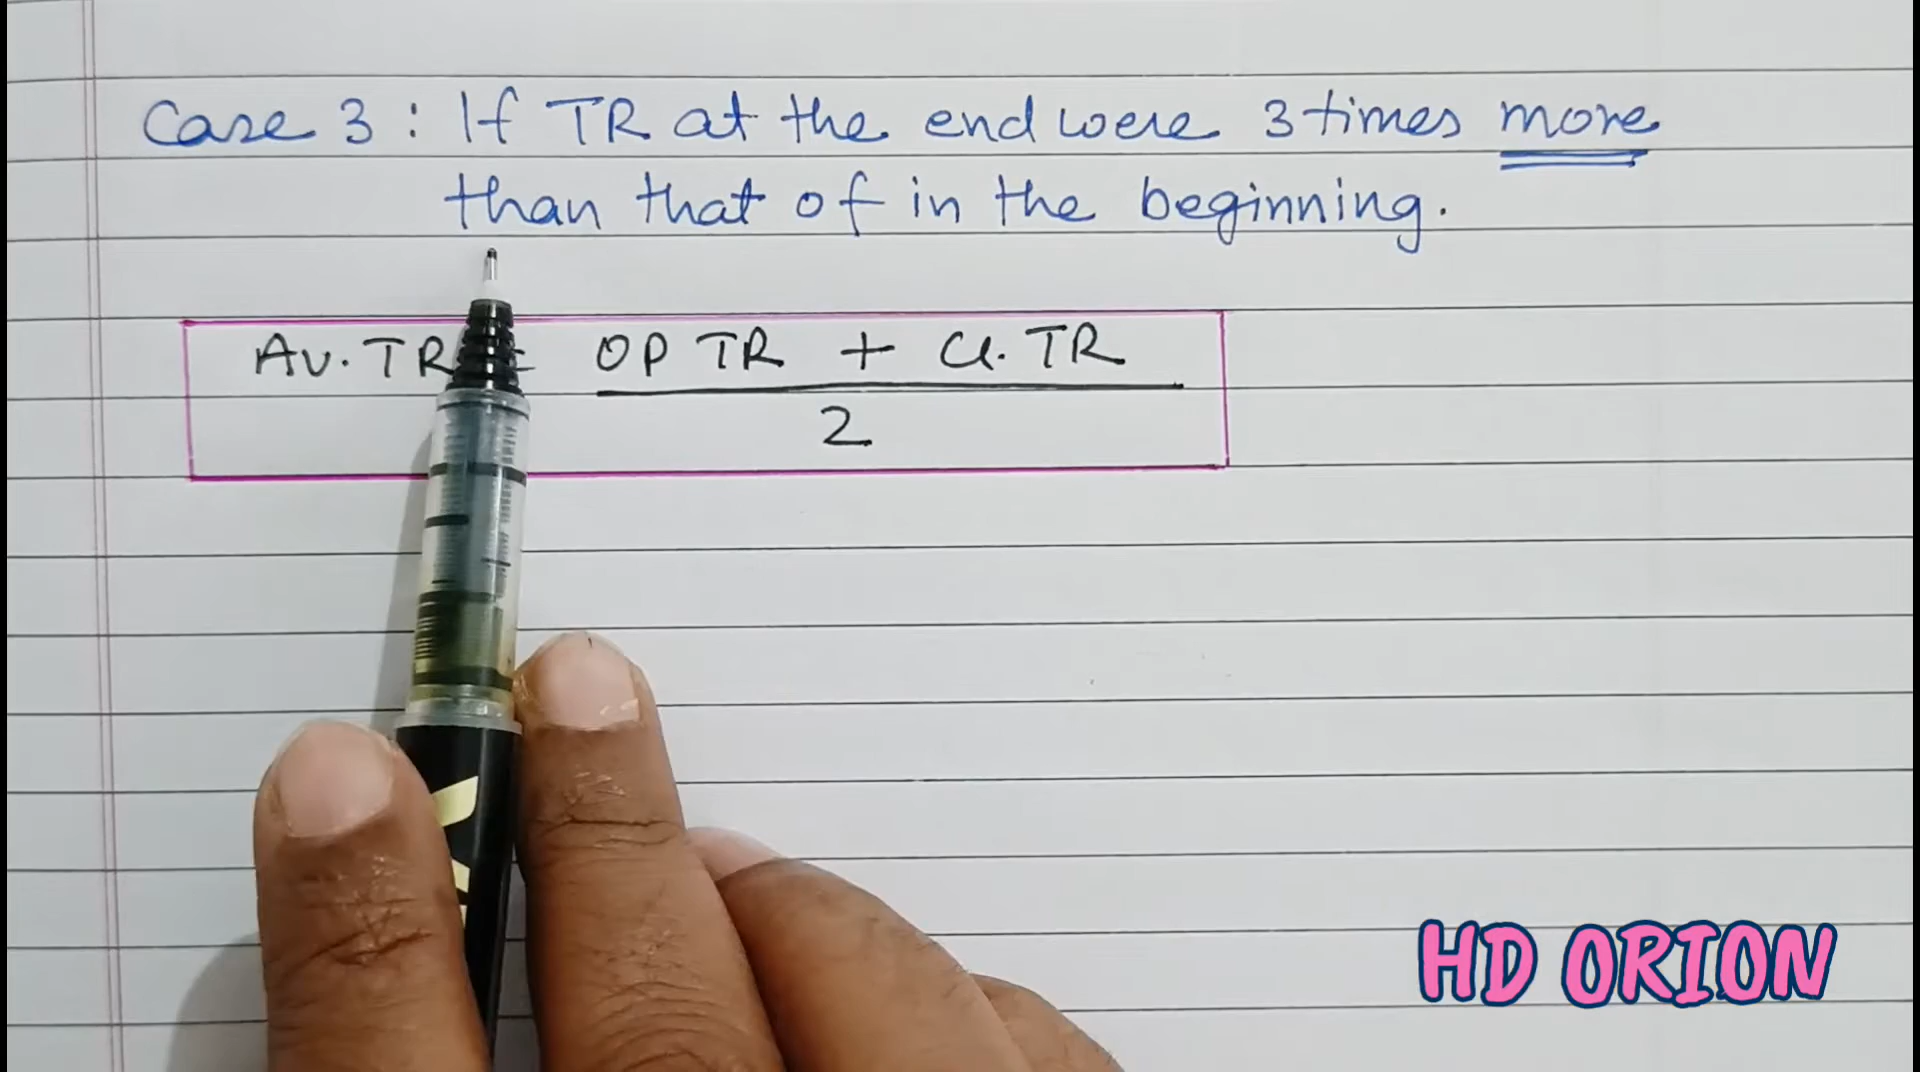 Case 3 : If TR at the end were 3 times more
than that of in the beginning.
Av. TR = OP TR + Cl. TR
2
HD ORION